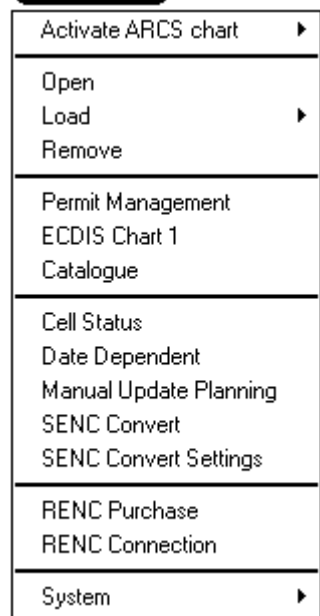 Activate ARCS chart
Open
Load
Remove
Permit Management
ECDIS Chart 1
Catalogue
Cell Status
Date Dependent
Manual Update Planning
SENC Convert
SENC Convert Settings
RENC Purchase
RENC Connection
System